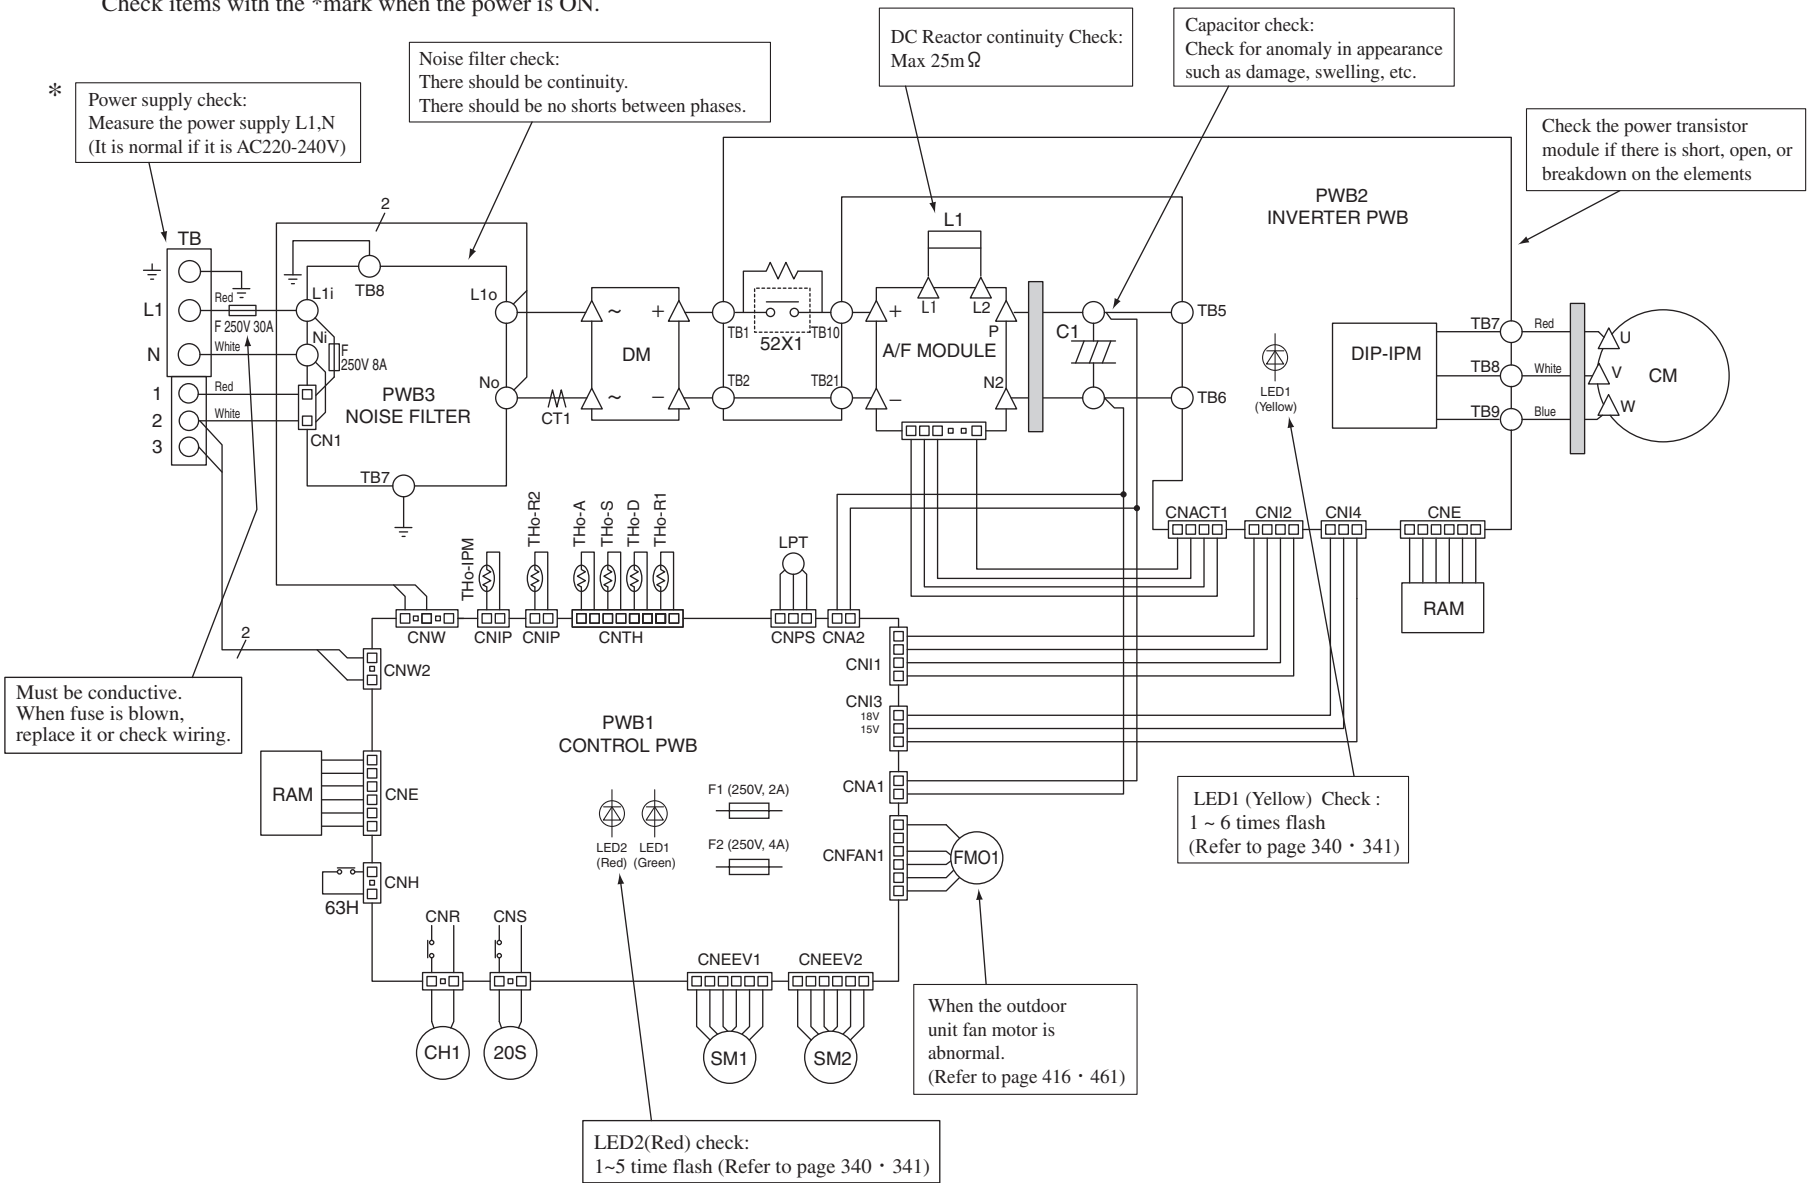 Check items with the *mark when the power is ON.
*
Power supply check:
Measure the power supply L1,N
(It is normal if it is AC220-240V)
Noise filter check:
There should be continuity.
There should be no shorts between phases.
DC Reactor continuity Check:
Max 25mΩ
Capacitor check:
Check for anomaly in appearance
such as damage, swelling, etc.
Check the power transistor
module if there is short, open, or
breakdown on the elements
PWB2
INVERTER PWB
TB
L1
N
1
2
3
Red
F 250V 30A
White
Red
White
2
L1i
Ni
F
250V 8A
TB8
L1o
No
PWB3
NOISE FILTER
CN1
TB7
CT1
~
+
DM
~
−
TB1
52X1
TB10
TB2
TB21
L1
L1
L2
+
P
A/F MODULE
N2
−
C1
TB5
TB6
LED1
(Yellow)
DIP-IPM
TB7
Red
TB8
White
TB9
Blue
U
V
W
CM
CNACT1
CNI2
CNI4
CNE
RAM
THo-IPM
THo-R2
THo-A
THo-S
THo-D
THo-R1
LPT
CNW
CNIP
CNIP
CNTH
CNPS
CNA2
2
CNW2
CNI1
CNI3
18V
15V
CNA1
CNFAN1
FMO1
PWB1
CONTROL PWB
F1 (250V, 2A)
F2 (250V, 4A)
LED2
(Red)
LED1
(Green)
RAM
CNE
CNH
63H
CNR
CNS
CNEEV1
CNEEV2
CH1
20S
SM1
SM2
Must be conductive.
When fuse is blown,
replace it or check wiring.
LED1 (Yellow) Check :
1 ~ 6 times flash
(Refer to page 340・341)
When the outdoor
unit fan motor is
abnormal.
(Refer to page 416・461)
LED2(Red) check:
1~5 time flash (Refer to page 340・341)